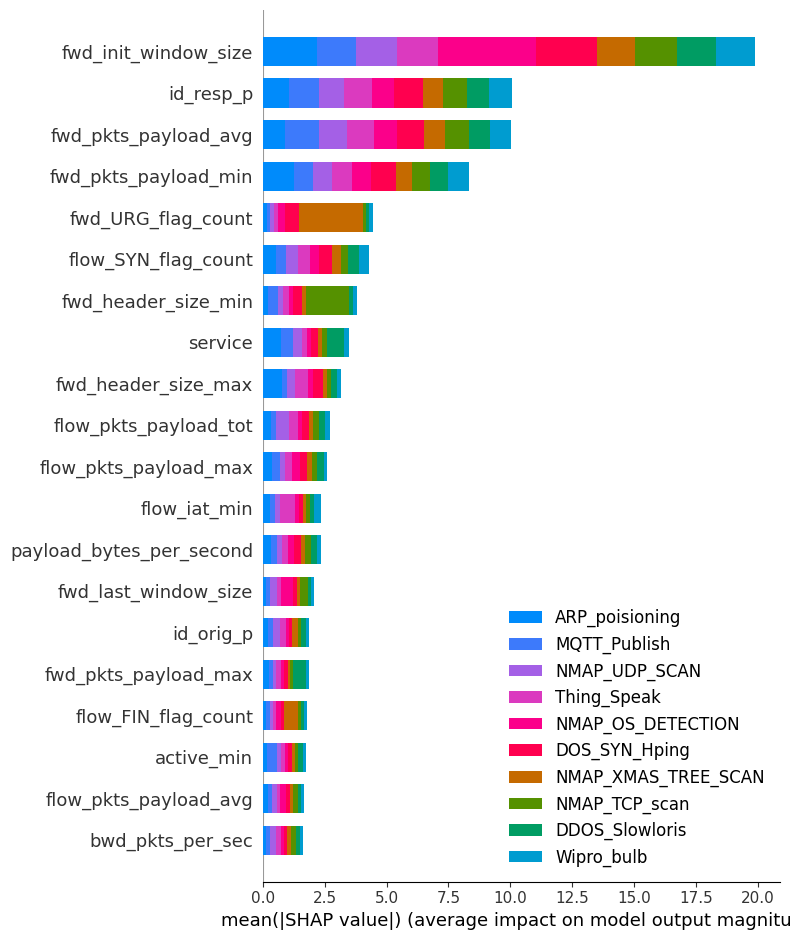 fwd_init_window_size
id_resp_p
fwd_pkts_payload_avg
fwd_pkts_payload_min
fwd_URG_flag_count
flow_SYN_flag_count
fwd_header_size_min
service
fwd_header_size_max
flow_pkts_payload_tot
flow_pkts_payload_max
flow_iat_min
payload_bytes_per_second
fwd_last_window_size
id_orig_p
fwd_pkts_payload_max
flow_FIN_flag_count
active_min
flow_pkts_payload_avg
bwd_pkts_per_sec
ARP_poisioning
MQTT_Publish
NMAP_UDP_SCAN
Thing_Speak
NMAP_OS_DETECTION
DOS_SYN_Hping
NMAP_XMAS_TREE_SCAN
NMAP_TCP_scan
DDOS_Slowloris
Wipro_bulb
0.0 2.5 5.0 7.5 10.0 12.5 15.0 17.5 20.0
mean(|SHAP value|) (average impact on model output magnitu